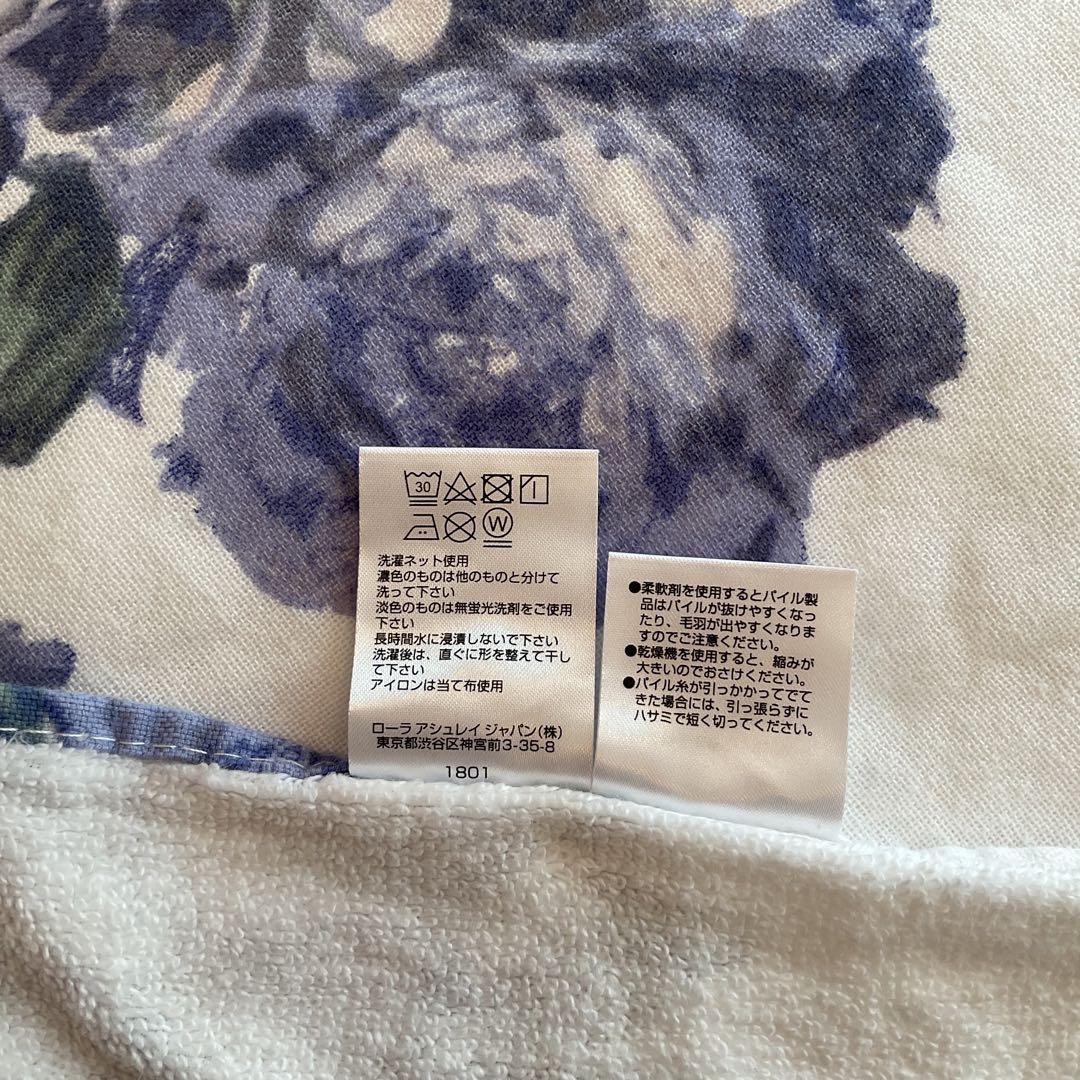 30
W
洗濯ネット使用
濃色のものは他のものと分けて
洗って下さい
淡色のものは無蛍光洗剤をご使用
下さい
長時間水に浸漬しないで下さい
洗濯後は、直ぐに形を整えて干し
て下さい
アイロンは当て布使用
ローラ アシュレイ ジャパン(株)
東京都渋谷区神宮前3-35-8
1801
●柔軟剤を使用するとパイル製
品はパイルが抜けやすくなっ
たり、毛羽が出やすくなりま
すのでご注意ください。
●乾燥機を使用すると、縮みが
大きいのでおさけください。
●パイル糸が引っかかってでて
きた場合には、引っ張らずに
ハサミで短く切ってください。